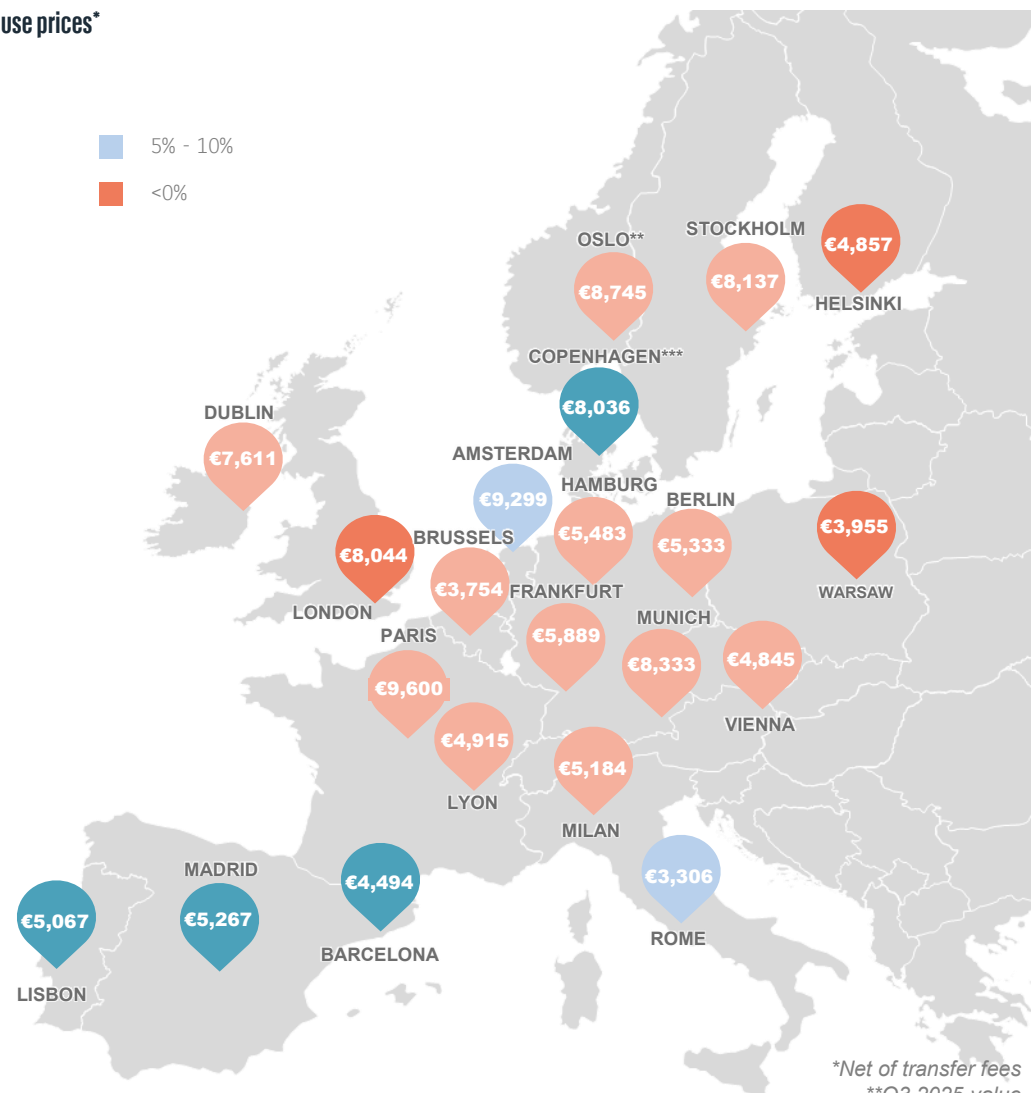 use prices*
5% - 10%
<0%
OSLO**
€8,745
STOCKHOLM
€8,137
€4,857
HELSINKI
COPENHAGEN***
€8,036
DUBLIN
€7,611
AMSTERDAM
€9,299
HAMBURG
€5,483
BERLIN
€5,333
€3,955
WARSAW
€8,044
LONDON
BRUSSELS
€3,754
FRANKFURT
€5,889
MUNICH
€8,333
€4,845
VIENNA
PARIS
€9,600
€4,915
LYON
€5,184
MILAN
MADRID
€5,267
€4,494
BARCELONA
€3,306
ROME
€5,067
LISBON
*Net of transfer fees
**Q3 2025 value